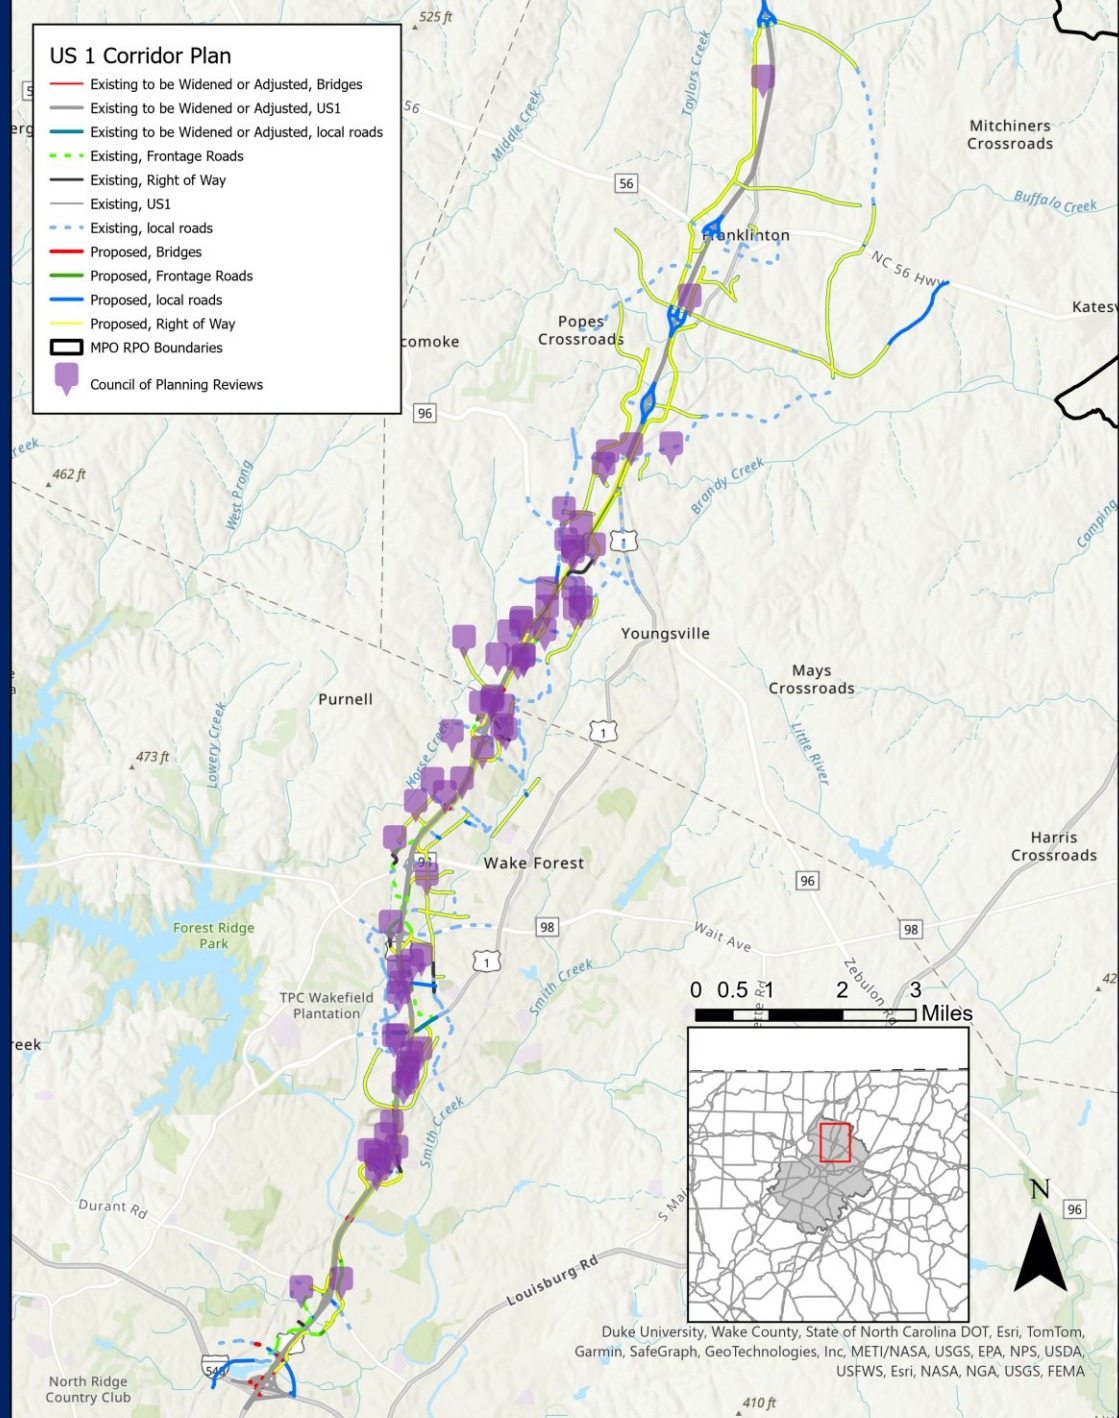 525 ft
US 1 Corridor Plan
Existing to be Widened or Adjusted, Bridges
Existing to be Widened or Adjusted, US1
Existing to be Widened or Adjusted, local roads
Existing, Frontage Roads
Existing, Right of Way
Existing, US1
Existing, local roads
Proposed, Bridges
Proposed, Frontage Roads
Proposed, local roads
Proposed, Right of Way
MPO RPO Boundaries
Council of Planning Reviews
56
Taylors Creek
Middle Creek
Mitchiners
Crossroads
56
Buffalo Creek
Franklinton
NC 56 Hwy
Popes
Crossroads
96
462 ft
West Prong
Brandy Creek
Camping
1
Youngsville
Mays
Crossroads
Purnell
Lowery Creek
Horse Creek
1
Little River
473 ft
Harris
Crossroads
Wake Forest
96
Forest Ridge
Park
98
98
Wait Ave
1
Smith Creek
Zebulon Rd
TPC Wakefield
Plantation
0 0.5 1 2 3
Miles
Smith Creek
N
Durant Rd
96
Louisburg Rd
Duke University, Wake County, State of North Carolina DOT, Esri, TomTom,
Garmin, SafeGraph, GeoTechnologies, Inc, METI/NASA, USGS, EPA, NPS, USDA,
USFWS, Esri, NASA, NGA, USGS, FEMA
540
North Ridge
Country Club
410 ft